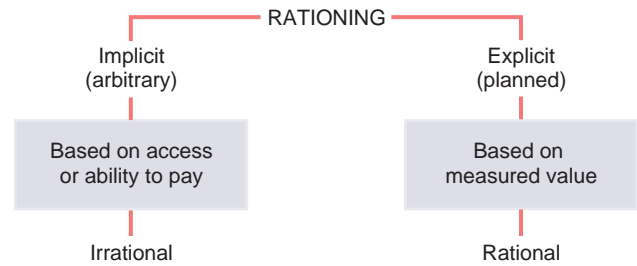 RATIONING
Implicit
(arbitrary)
Explicit
(planned)
Based on access
or ability to pay
Based on
measured value
Irrational
Rational